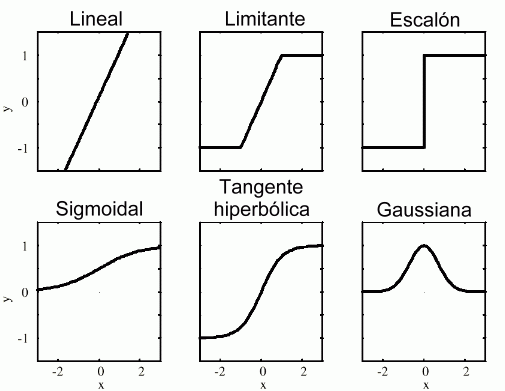 Lineal
Limitante
Escalón
1
0
-1
y
Sigmoidal
Tangente
hiperbólica
Gaussiana
1
0
-1
y
-2 0 2
x
-2 0 2
x
-2 0 2
x